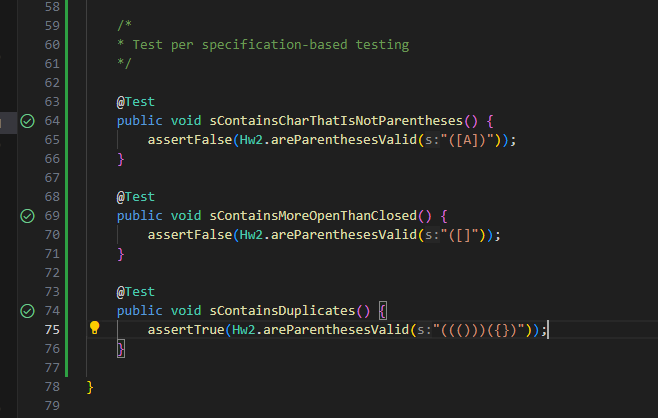 58
59 /*
60 * Test per specification-based testing
61 */
62
63 @Test
64 public void sContainsCharThatIsNotParentheses() {
65 assertFalse(Hw2.areParenthesesValid(s:"([A])"));
66 }
67
68 @Test
69 public void sContainsMoreOpenThanClosed() {
70 assertFalse(Hw2.areParenthesesValid(s:"([]"));
71 }
72
73 @Test
74 public void sContainsDuplicates() {
75 assertTrue(Hw2.areParenthesesValid(s:"((()))({})"));
76 }
77
78 }
79